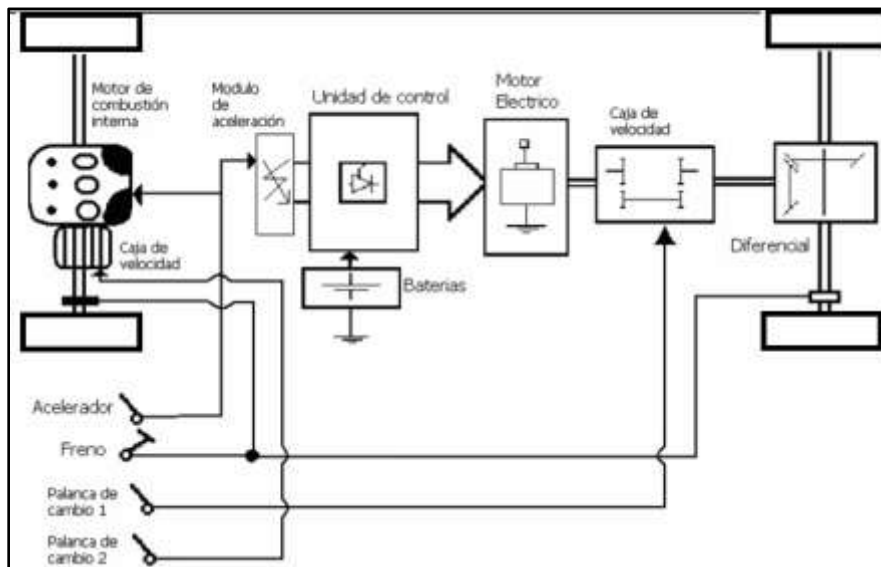 Motor de
combustión
interna
Modulo
de
aceleración
Unidad de control
Motor
Electrico
Caja de
velocidad
Caja de
velocidad
Baterias
Diferencial
Acelerador
Freno
Palanca de
cambio 1
Palanca de
cambio 2